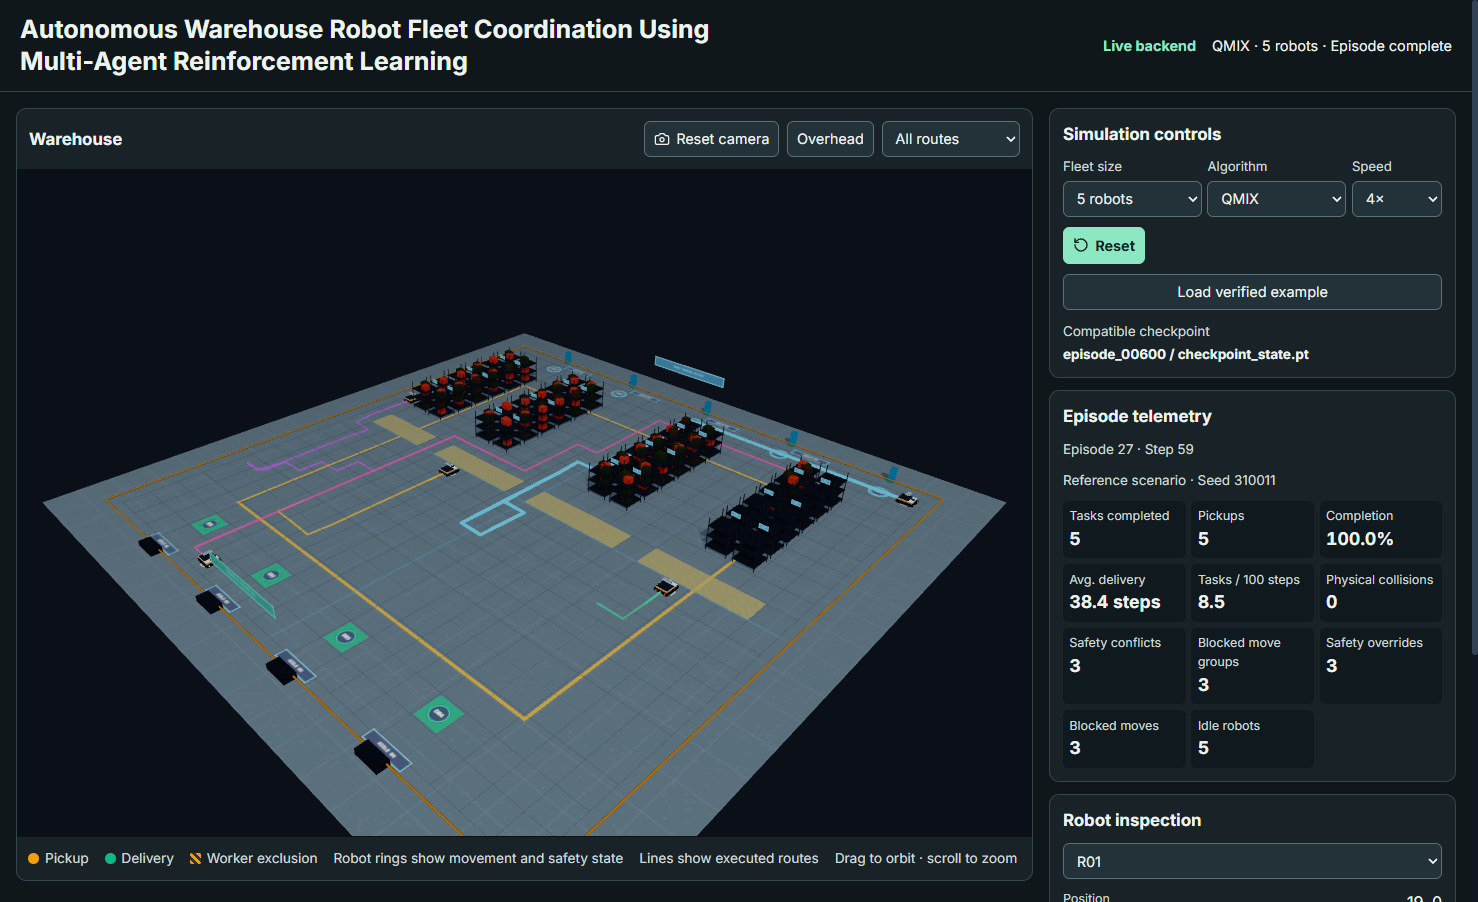 Autonomous Warehouse Robot Fleet Coordination Using
Multi-Agent Reinforcement Learning
Live backend QMIX · 5 robots · Episode complete
Warehouse
Reset camera
Overhead
All routes
Pickup
Delivery
Worker exclusion
Robot rings show movement and safety state
Lines show executed routes
Drag to orbit · scroll to zoom
Simulation controls
Fleet size Algorithm Speed
5 robots QMIX 4×
Reset
Load verified example
Compatible checkpoint
episode_00600 / checkpoint_state.pt
Episode telemetry
Episode 27 · Step 59
Reference scenario · Seed 310011
Tasks completed
5
Pickups
5
Completion
100.0%
Avg. delivery
38.4 steps
Tasks / 100 steps
8.5
Physical collisions
0
Safety conflicts
3
Blocked move
groups
3
Safety overrides
3
Blocked moves
3
Idle robots
5
Robot inspection
R01
Position